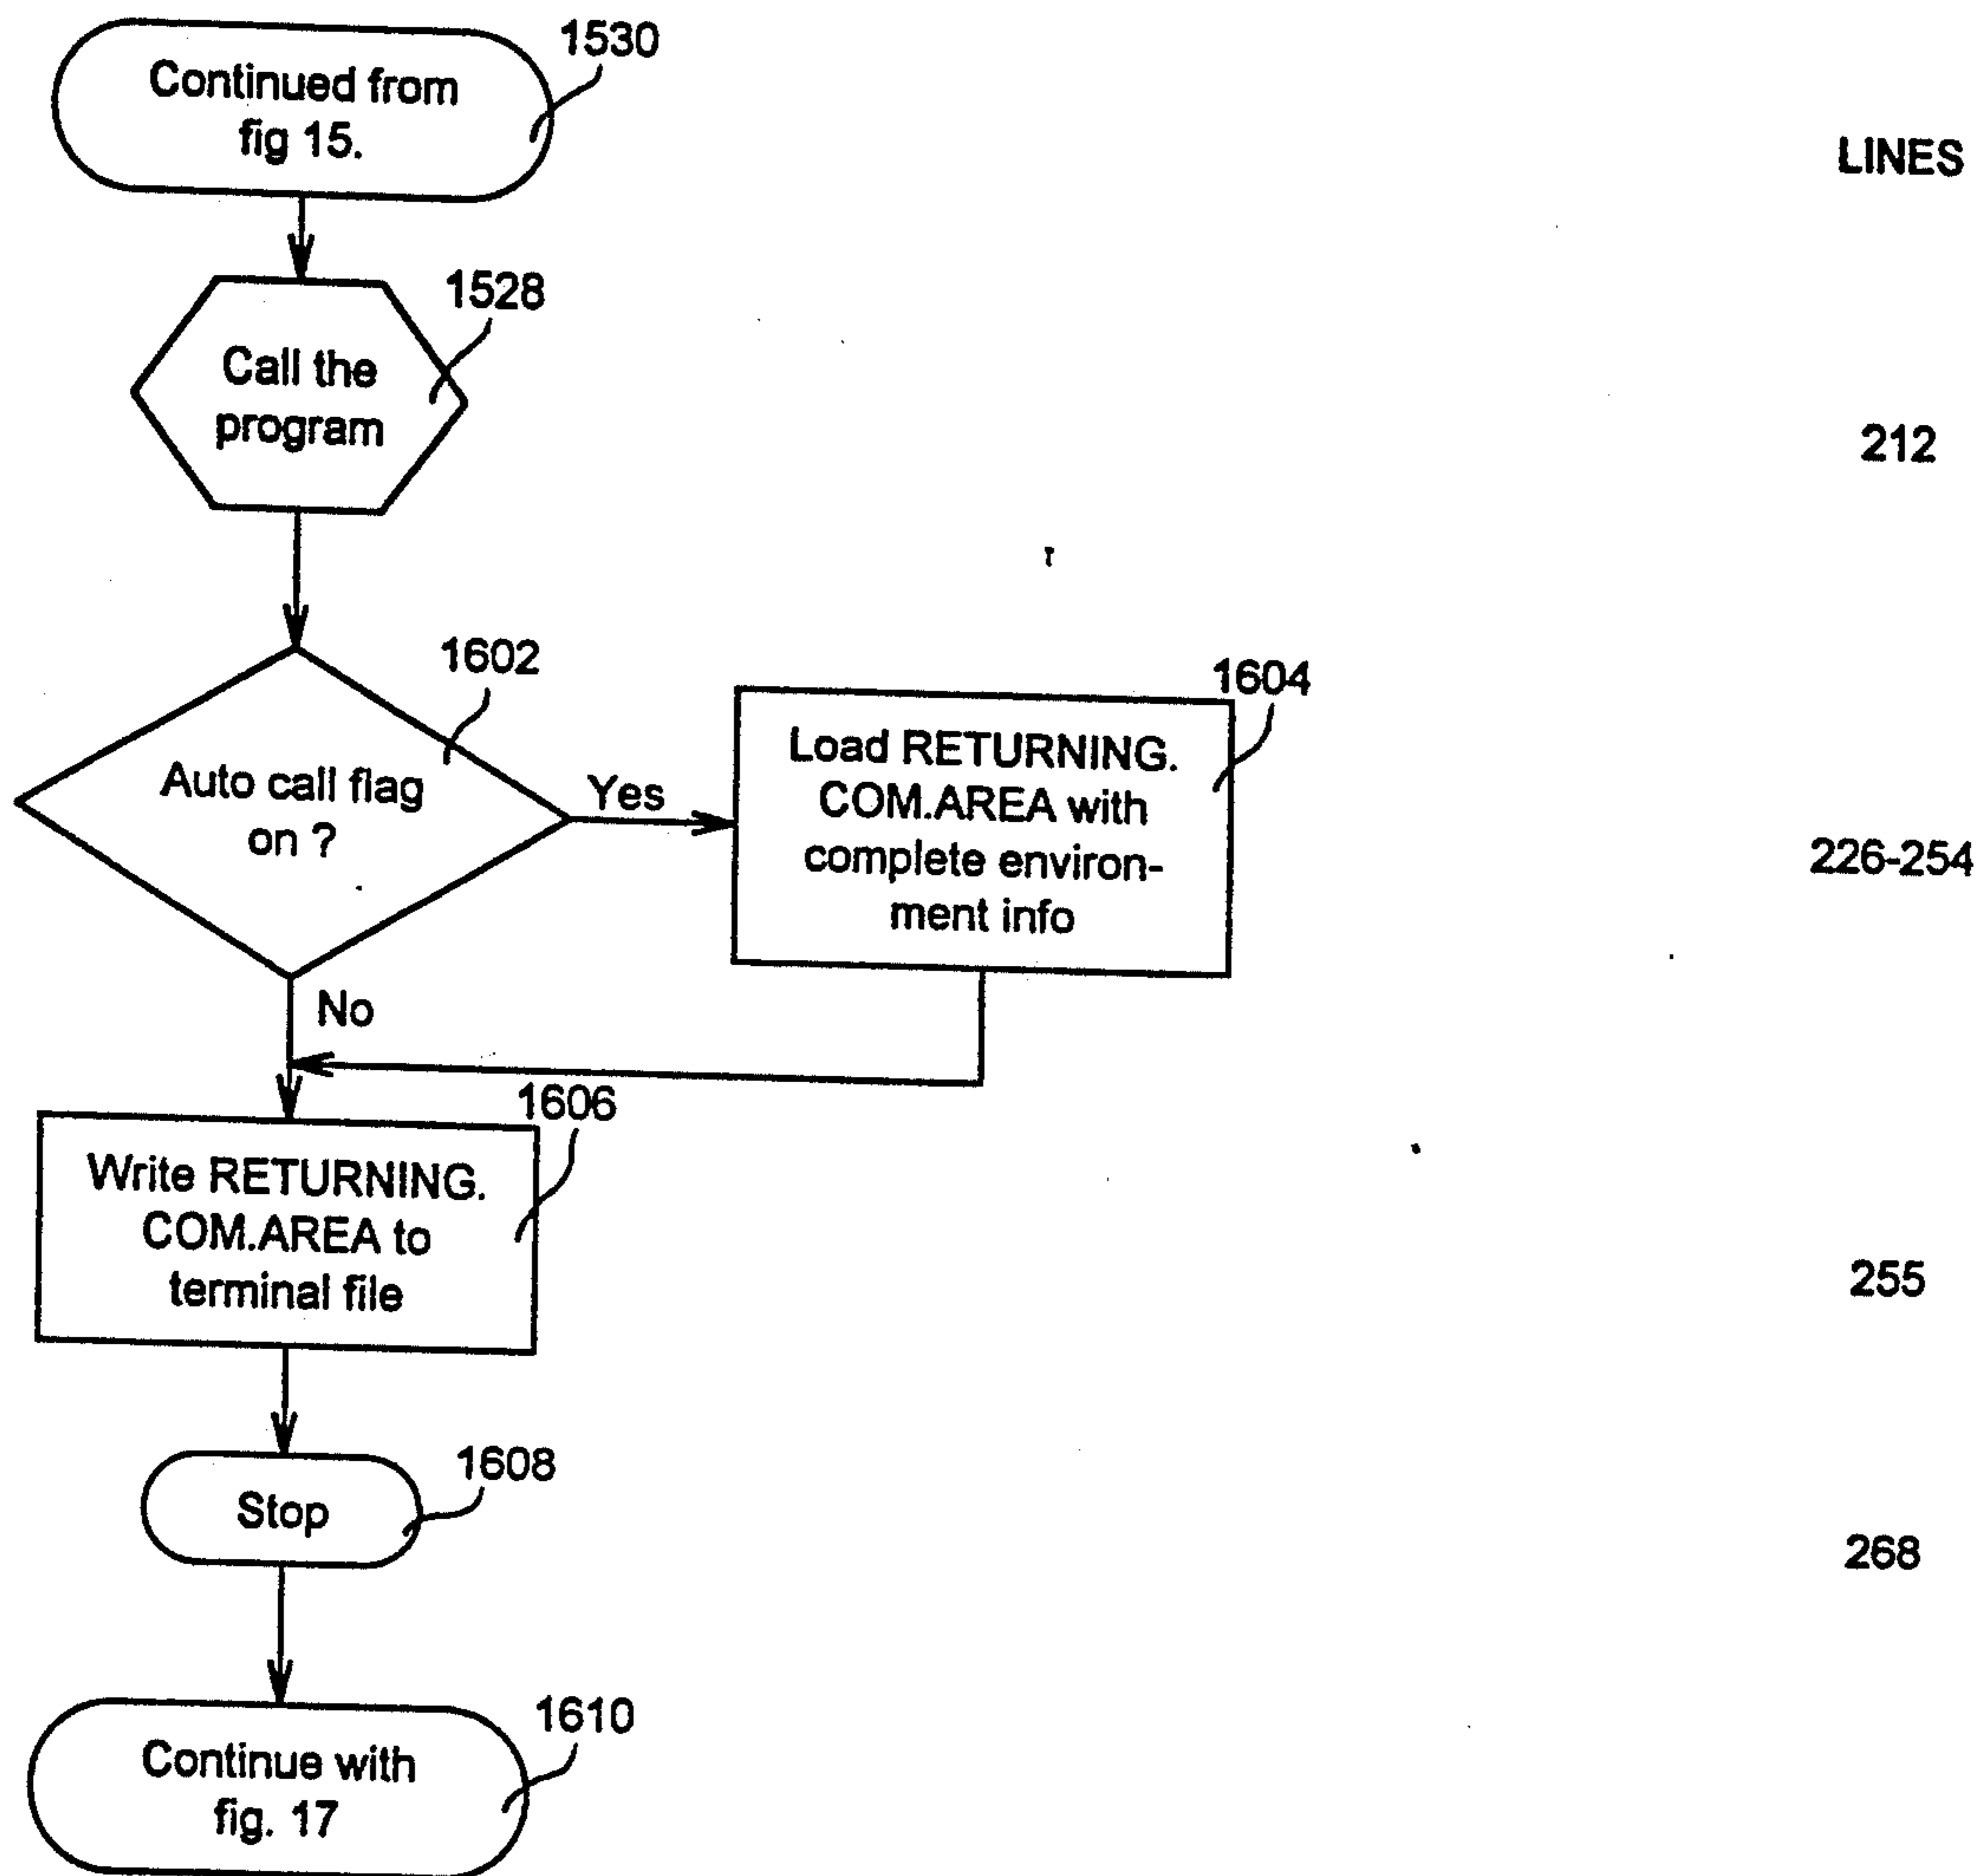 1530
Continued from
fig 15.
LINES
1528
Call the
program
212
1602
Auto call flag
on ?
Yes
1604
Load RETURNING.
COM.AREA with
complete environ-
ment info
226-254
No
1606
Write RETURNING.
COM.AREA to
terminal file
255
1608
Stop
268
1610
Continue with
fig. 17